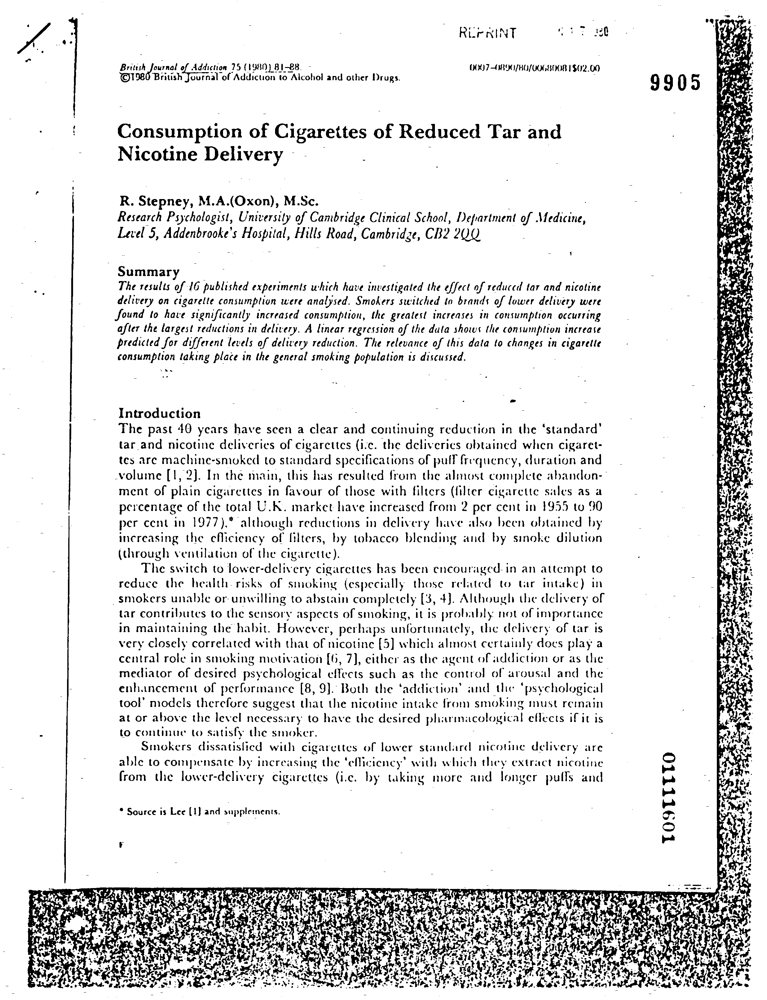 REPRINT
British Journal of Addiction 75 (1980) 81–88.
©1980 British Journal of Addiction to Alcohol and other Drugs.
0007-0890/80/00680081$02.00
9905
Consumption of Cigarettes of Reduced Tar and
Nicotine Delivery
R. Stepney, M.A.(Oxon), M.Sc.
Research Psychologist, University of Cambridge Clinical School, Department of Medicine,
Level 5, Addenbrooke's Hospital, Hills Road, Cambridge, CB2 2QQ
Summary
The results of 16 published experiments which have investigated the effect of reduced tar and nicotine
delivery on cigarette consumption were analysed. Smokers switched to brands of lower delivery were
found to have significantly increased consumption, the greatest increases in consumption occurring
after the largest reductions in delivery. A linear regression of the data shows the consumption increase
predicted for different levels of delivery reduction. The relevance of this data to changes in cigarette
consumption taking place in the general smoking population is discussed.
Introduction
The past 40 years have seen a clear and continuing reduction in the 'standard'
tar and nicotine deliveries of cigarettes (i.e. the deliveries obtained when cigaret-
tes are machine-smoked to standard specifications of puff frequency, duration and
volume [1, 2]. In the main, this has resulted from the almost complete abandon-
ment of plain cigarettes in favour of those with filters (filter cigarette sales as a
percentage of the total U.K. market have increased from 2 per cent in 1955 to 90
per cent in 1977).* although reductions in delivery have also been obtained by
increasing the efficiency of filters, by tobacco blending and by smoke dilution
(through ventilation of the cigarette).
The switch to lower-delivery cigarettes has been encouraged in an attempt to
reduce the health risks of smoking (especially those related to tar intake) in
smokers unable or unwilling to abstain completely [3, 4]. Although the delivery of
tar contributes to the sensory aspects of smoking, it is probably not of importance
in maintaining the habit. However, perhaps unfortunately, the delivery of tar is
very closely correlated with that of nicotine [5] which almost certainly does play a
central role in smoking motivation [6, 7], either as the agent of addiction or as the
mediator of desired psychological effects such as the control of arousal and the
enhancement of performance [8, 9]. Both the 'addiction' and the 'psychological
tool' models therefore suggest that the nicotine intake from smoking must remain
at or above the level necessary to have the desired pharmacological effects if it is
to continue to satisfy the smoker.
Smokers dissatisfied with cigarettes of lower standard nicotine delivery are
able to compensate by increasing the 'efficiency' with which they extract nicotine
from the lower-delivery cigarettes (i.e. by taking more and longer puffs and
* Source is Lee [1] and supplements.
F
01111601